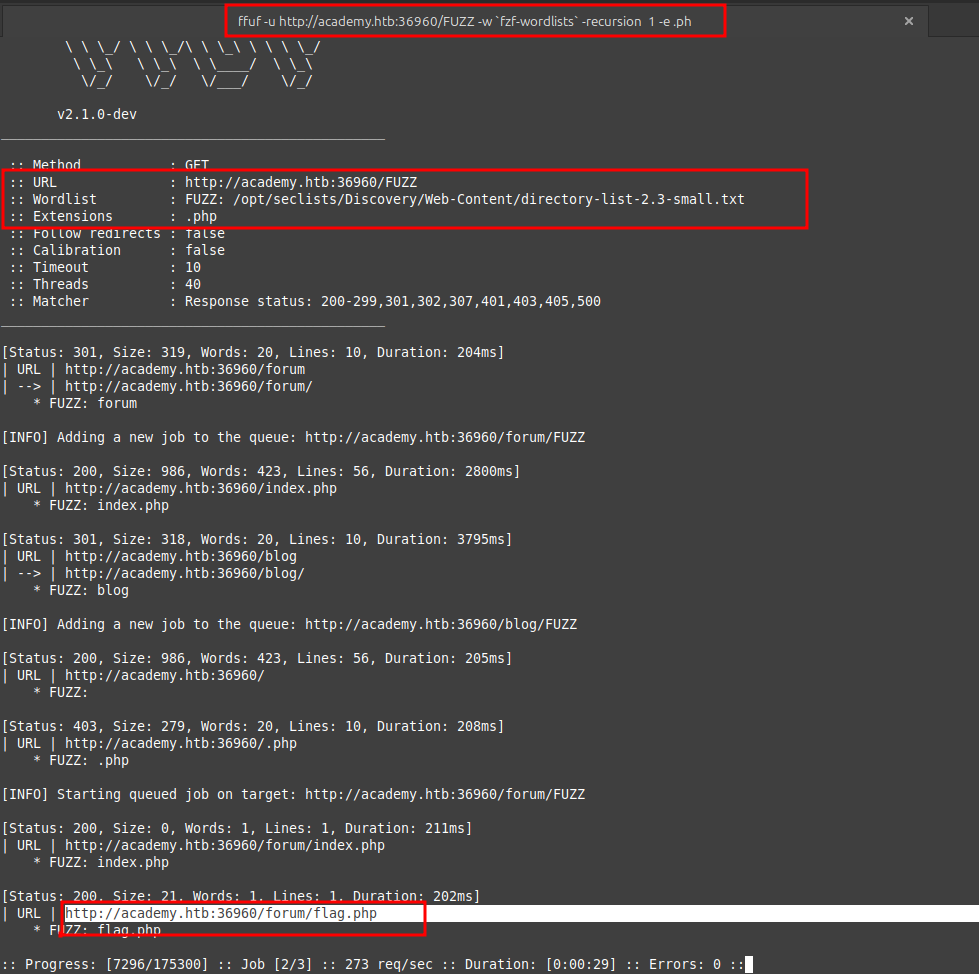 ffuf -u http://academy.htb:36960/FUZZ -w `fzf-wordlists` -recursion 1 -e .ph
\ \ \_/ \ \ \_/\ \ \_\ \ \ \ \_/
\ \_\   \ \_\  \ \____/  \ \_\
\/_/    \/_/   \/___/    \/_/
v2.1.0-dev
________________________________________________
:: Method           : GET
:: URL              : http://academy.htb:36960/FUZZ
:: Wordlist         : FUZZ: /opt/seclists/Discovery/Web-Content/directory-list-2.3-small.txt
:: Extensions       : .php
:: Follow redirects : false
:: Calibration      : false
:: Timeout          : 10
:: Threads          : 40
:: Matcher          : Response status: 200-299,301,302,307,401,403,405,500
________________________________________________
[Status: 301, Size: 319, Words: 20, Lines: 10, Duration: 204ms]
| URL | http://academy.htb:36960/forum
| --> | http://academy.htb:36960/forum/
* FUZZ: forum
[INFO] Adding a new job to the queue: http://academy.htb:36960/forum/FUZZ
[Status: 200, Size: 986, Words: 423, Lines: 56, Duration: 2800ms]
| URL | http://academy.htb:36960/index.php
* FUZZ: index.php
[Status: 301, Size: 318, Words: 20, Lines: 10, Duration: 3795ms]
| URL | http://academy.htb:36960/blog
| --> | http://academy.htb:36960/blog/
* FUZZ: blog
[INFO] Adding a new job to the queue: http://academy.htb:36960/blog/FUZZ
[Status: 200, Size: 986, Words: 423, Lines: 56, Duration: 205ms]
| URL | http://academy.htb:36960/
* FUZZ:
[Status: 403, Size: 279, Words: 20, Lines: 10, Duration: 208ms]
| URL | http://academy.htb:36960/.php
* FUZZ: .php
[INFO] Starting queued job on target: http://academy.htb:36960/forum/FUZZ
[Status: 200, Size: 0, Words: 1, Lines: 1, Duration: 211ms]
| URL | http://academy.htb:36960/forum/index.php
* FUZZ: index.php
[Status: 200, Size: 21, Words: 1, Lines: 1, Duration: 202ms]
| URL | http://academy.htb:36960/forum/flag.php
* FUZZ: flag.php
:: Progress: [7296/175300] :: Job [2/3] :: 273 req/sec :: Duration: [0:00:29] :: Errors: 0 ::